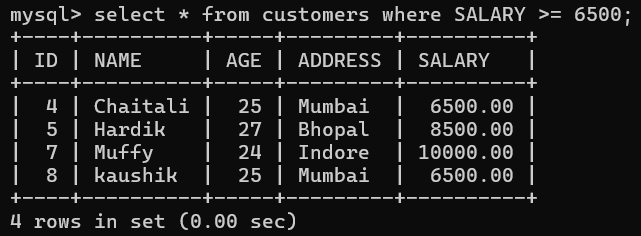 mysql> select * from customers where SALARY >= 6500;
+----+----------+-----+---------+----------+
| ID | NAME     | AGE | ADDRESS | SALARY   |
+----+----------+-----+---------+----------+
|  4 | Chaitali |  25 | Mumbai  |  6500.00 |
|  5 | Hardik   |  27 | Bhopal  |  8500.00 |
|  7 | Muffy    |  24 | Indore  | 10000.00 |
|  8 | kaushik  |  25 | Mumbai  |  6500.00 |
+----+----------+-----+---------+----------+
4 rows in set (0.00 sec)